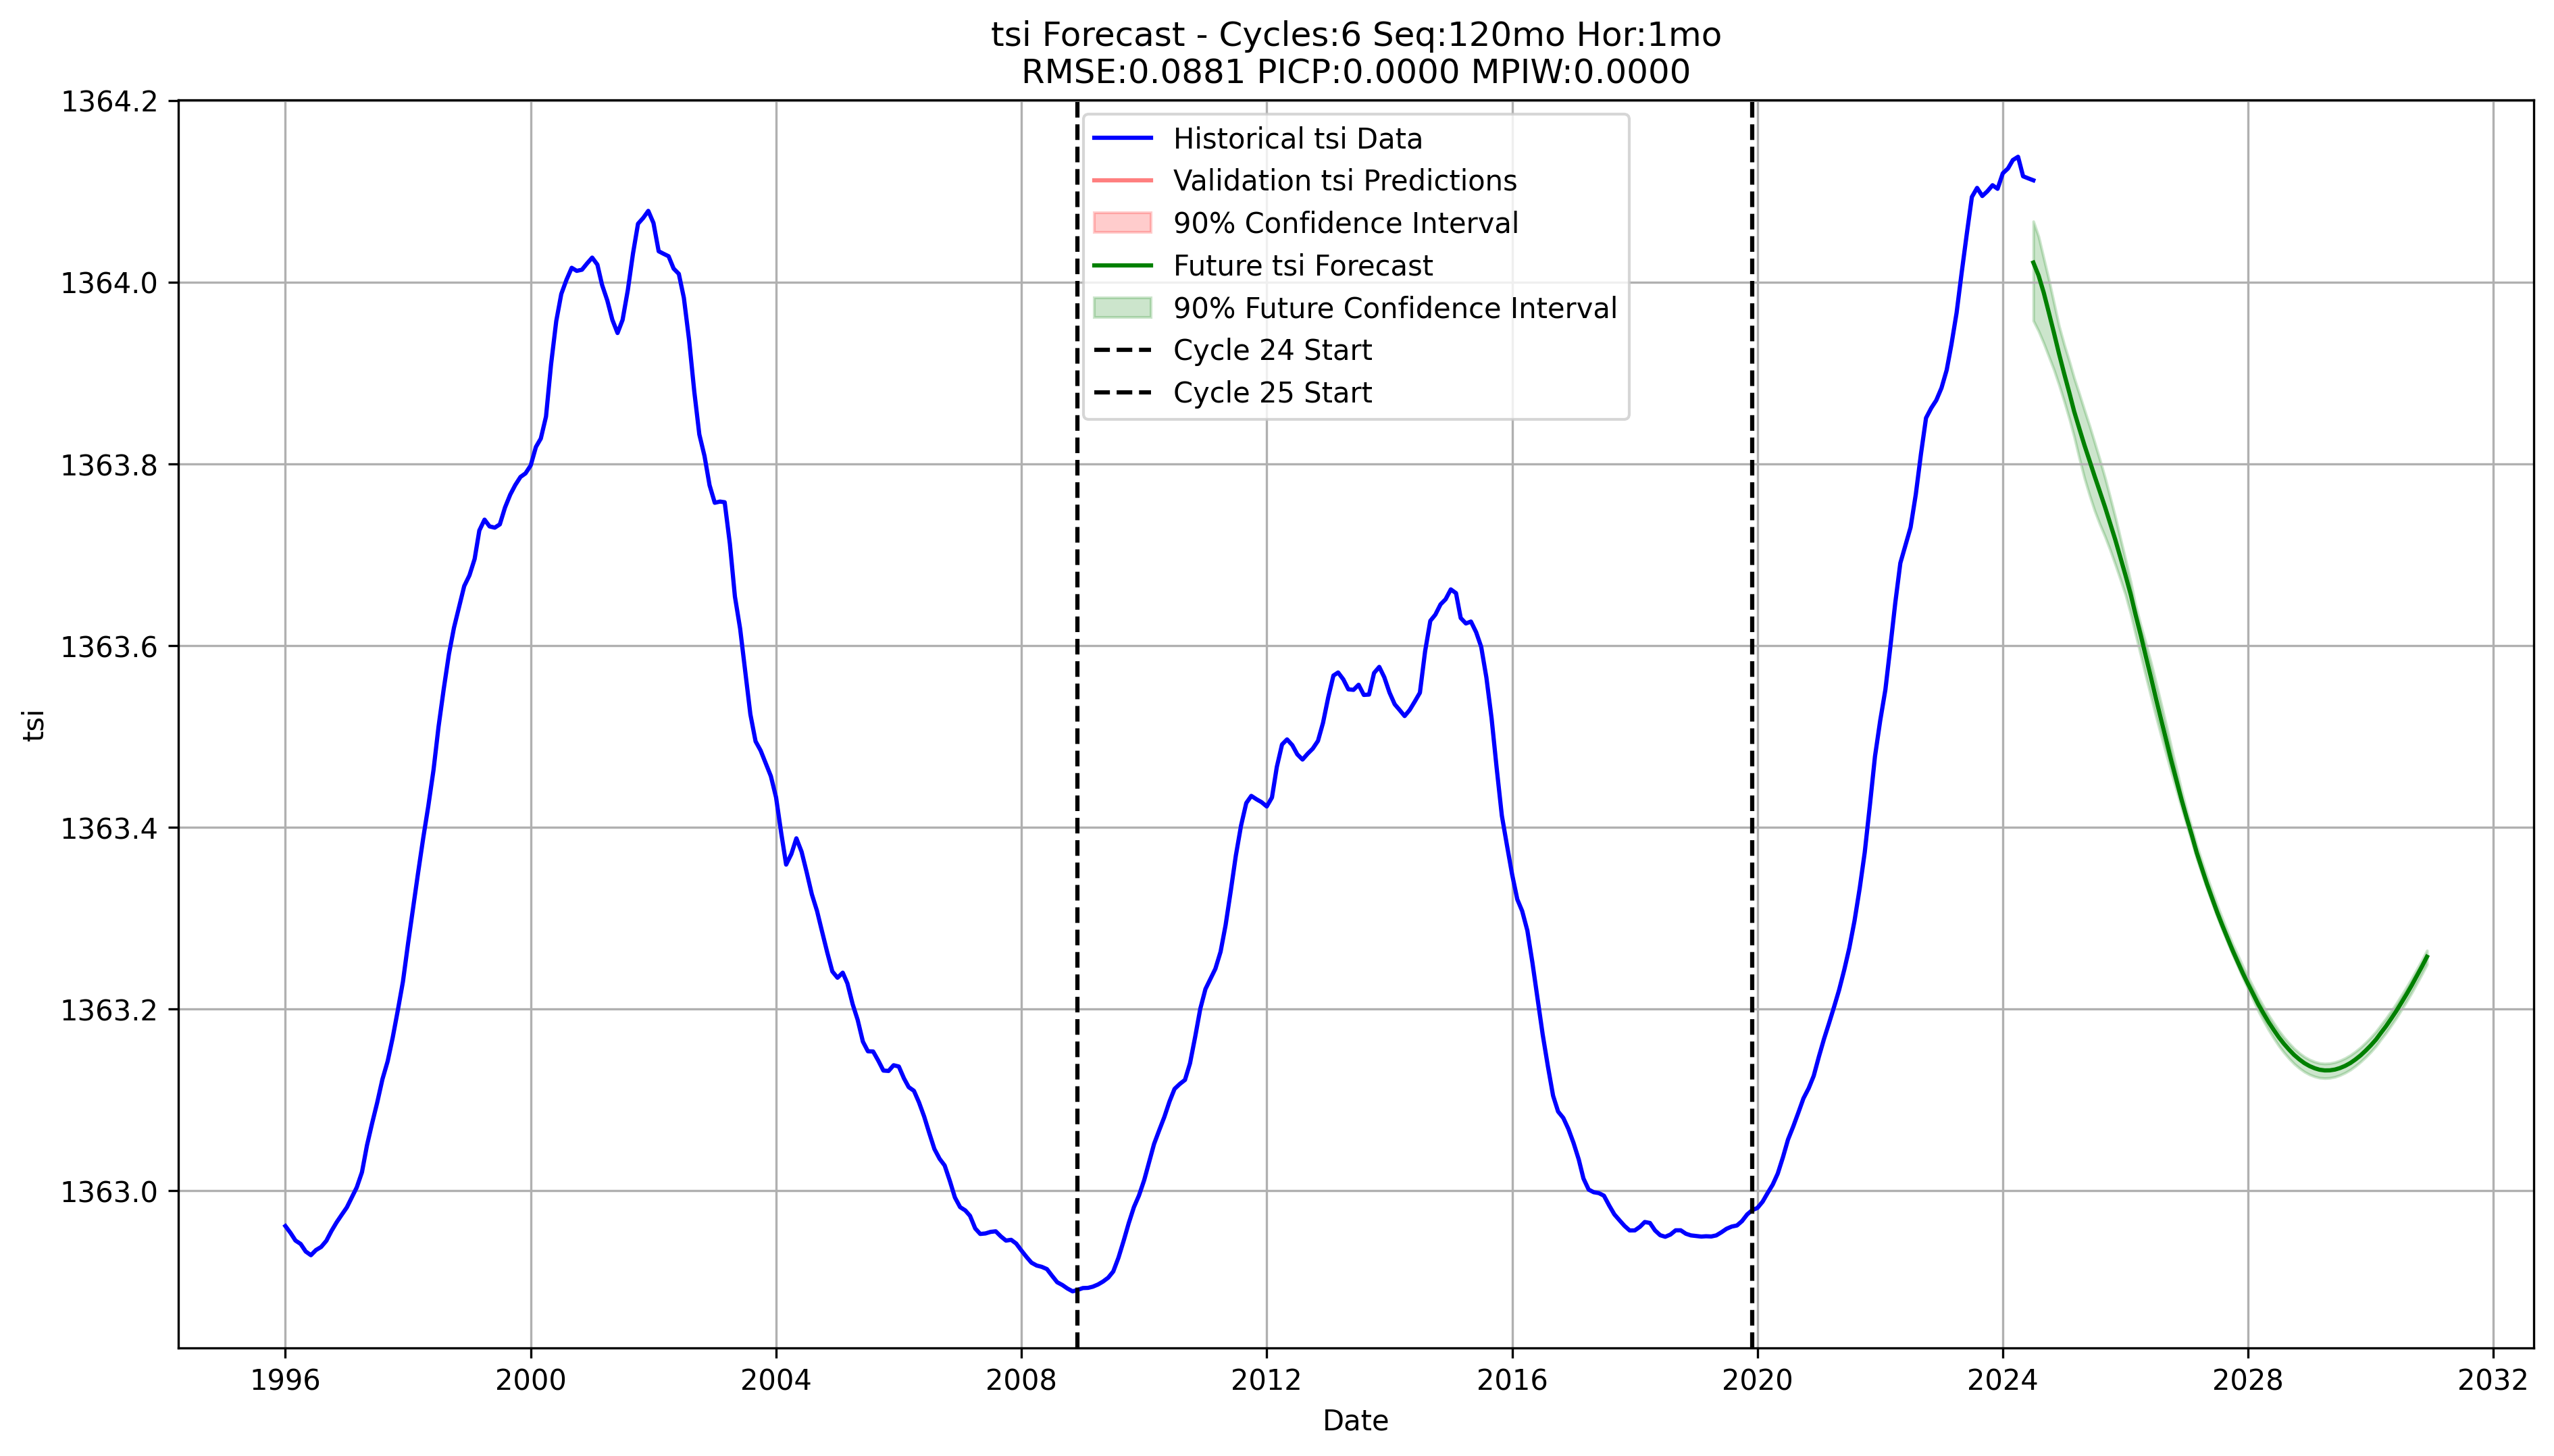 tsi Forecast - Cycles:6 Seq:120mo Hor:1mo
RMSE:0.0881 PICP:0.0000 MPIW:0.0000
1364.2
1364.0
1363.8
1363.6
1363.4
1363.2
1363.0
tsi
Historical tsi Data
Validation tsi Predictions
90% Confidence Interval
Future tsi Forecast
90% Future Confidence Interval
Cycle 24 Start
Cycle 25 Start
1996 2000 2004 2008 2012 2016 2020 2024 2028 2032
Date